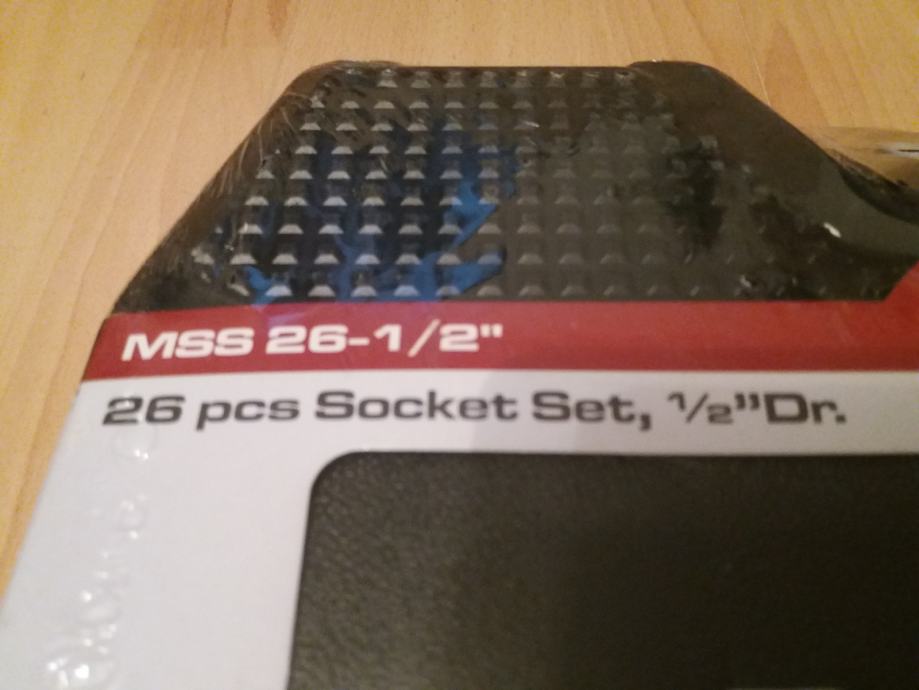 MSS 26-1/2"
26 pcs Socket Set, ½”Dr.